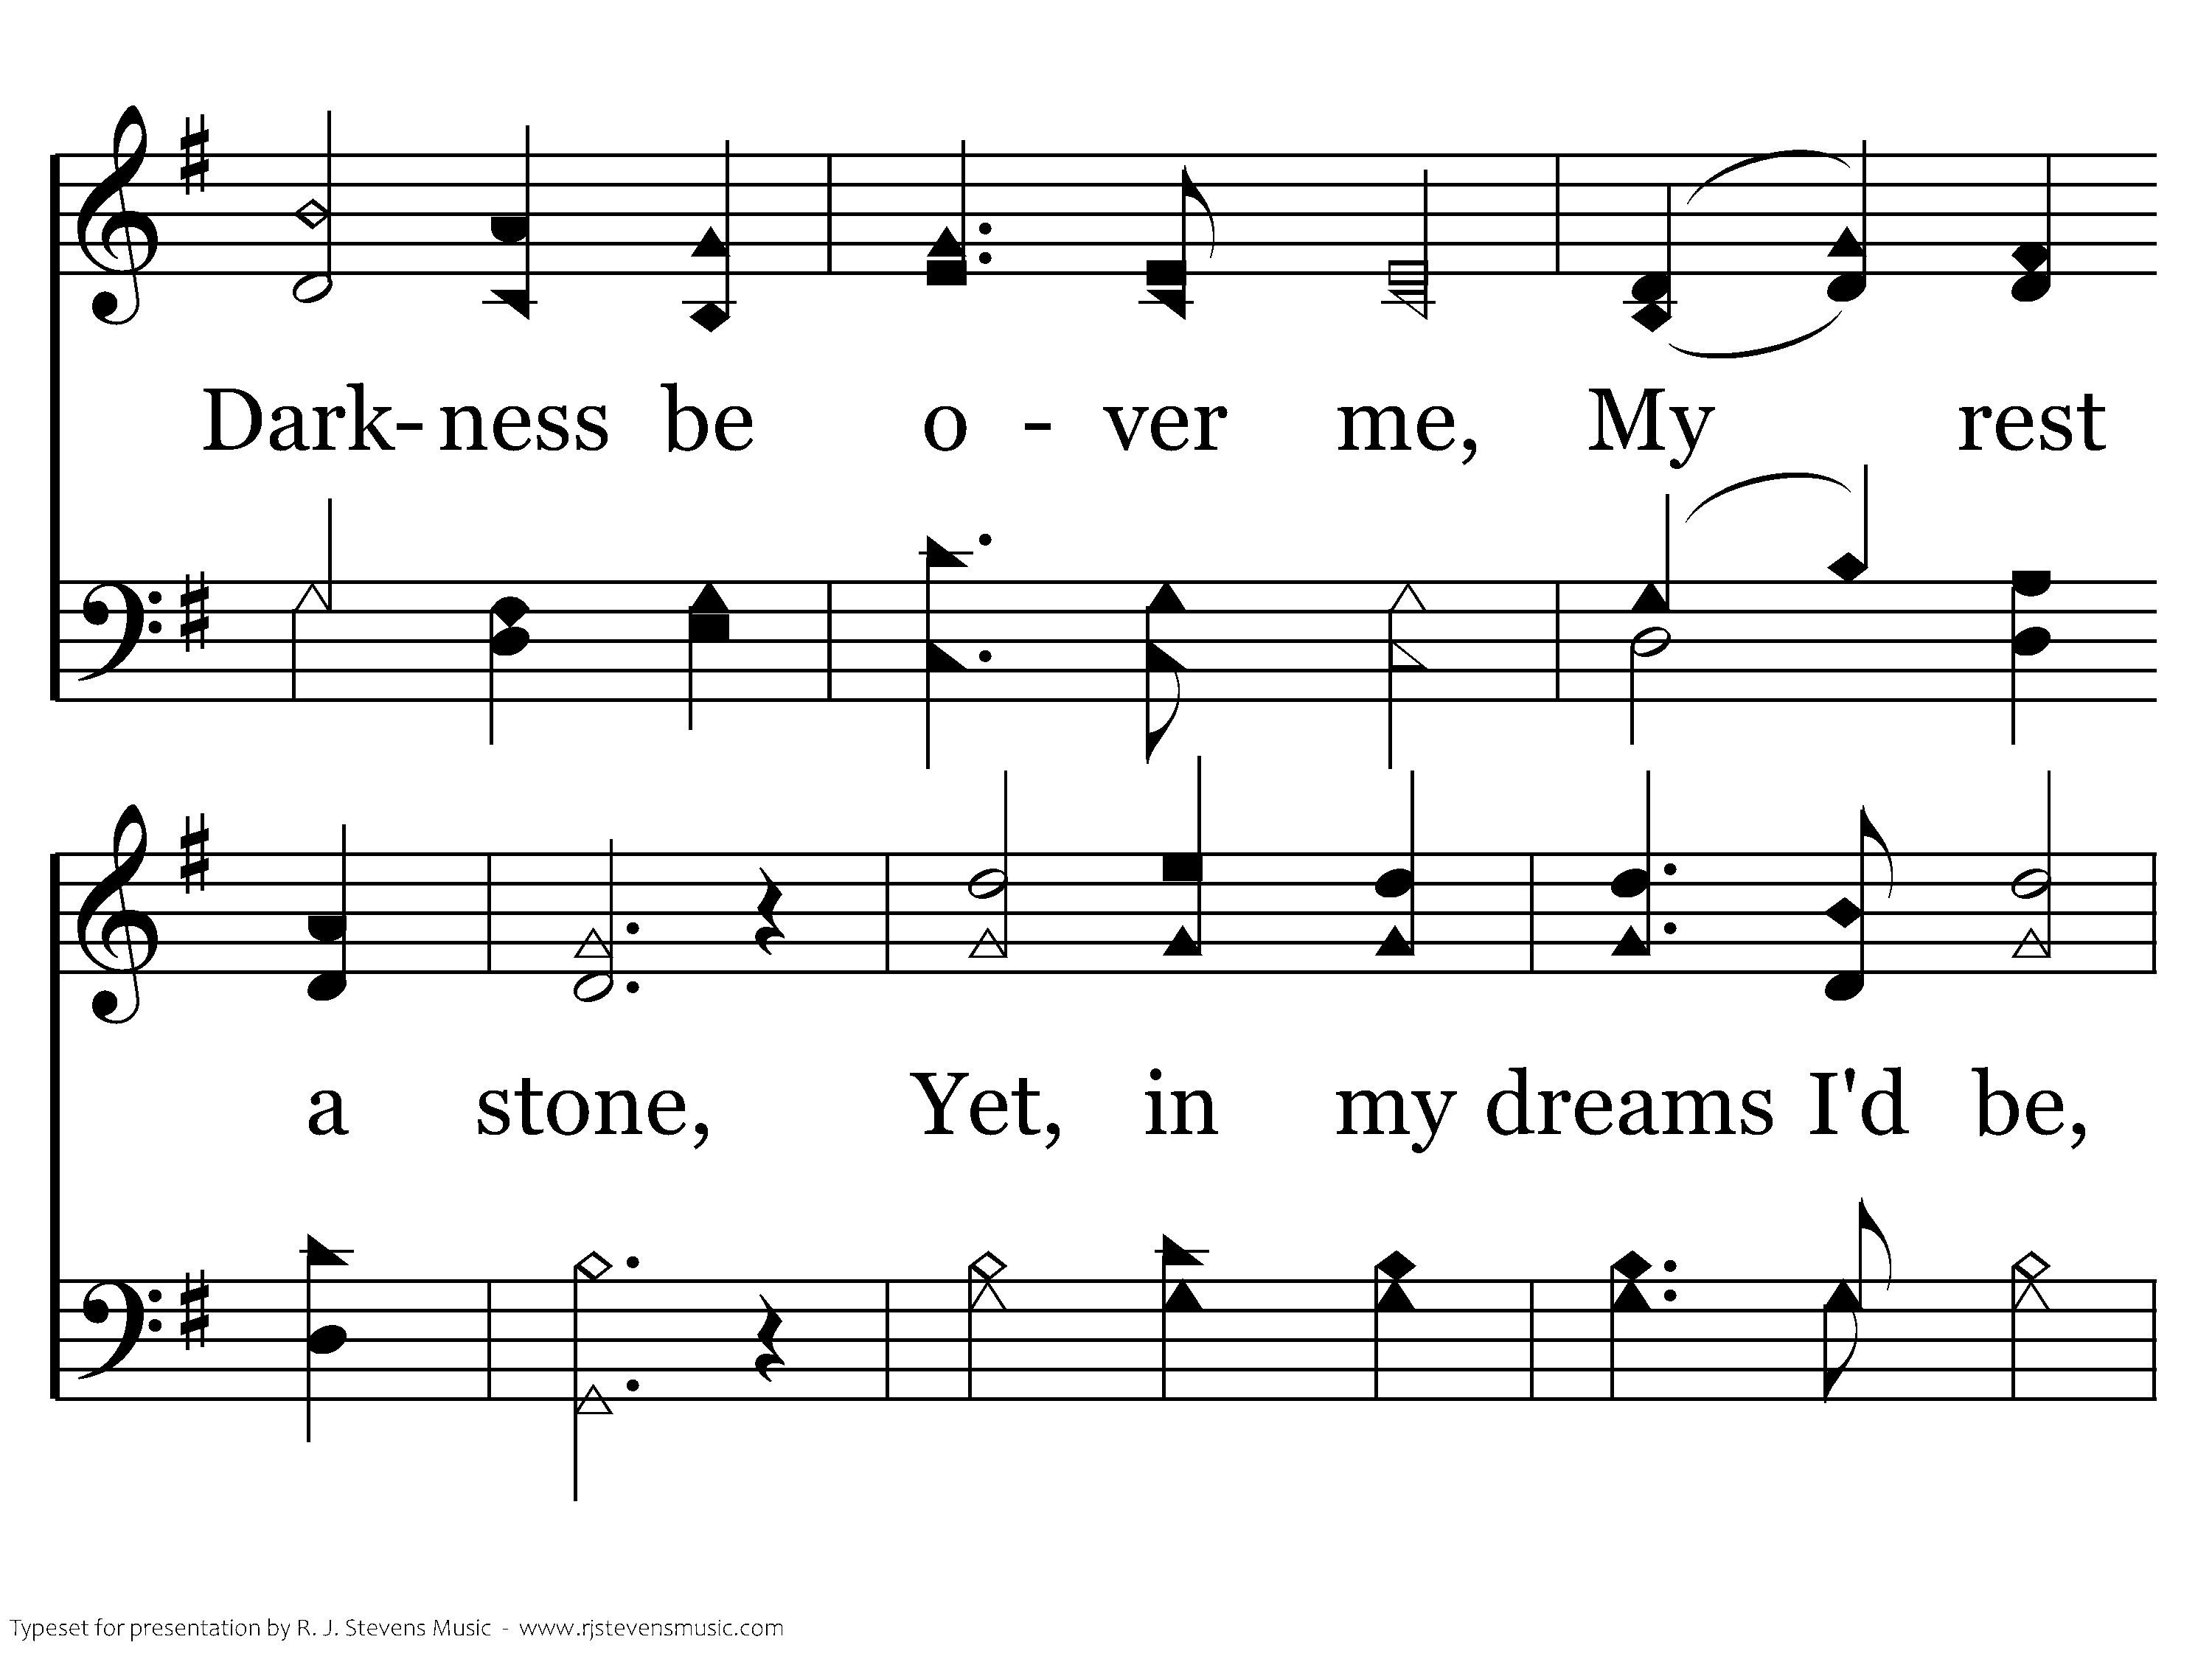 Dark- ness be o - ver me, My rest
a stone, Yet, in my dreams I'd be,
Typeset for presentation by R. J. Stevens Music - www.rjstevensmusic.com